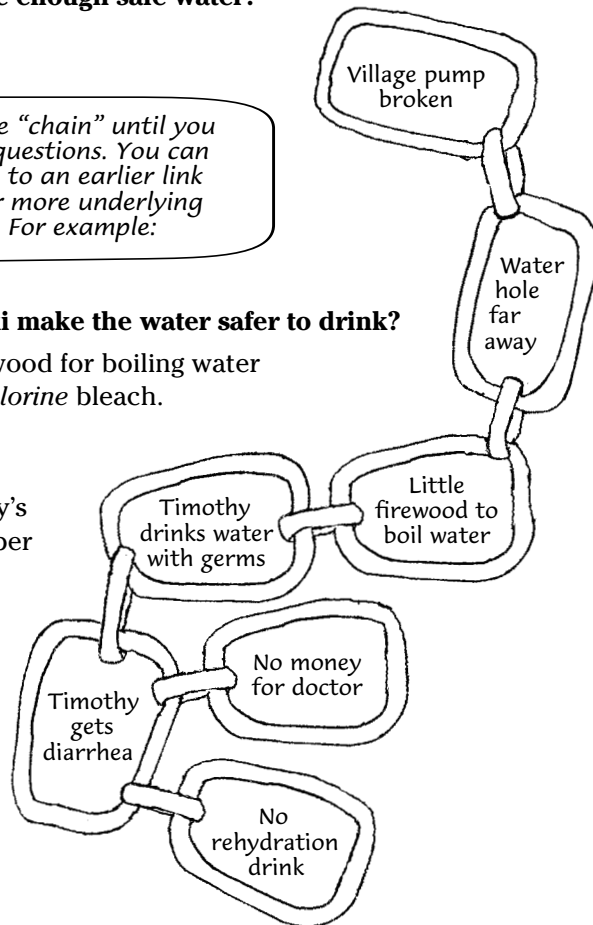 e enough safe water?
e "chain" until you
questions. You can
to an earlier link
r more underlying
For example:
i make the water safer to drink?
wood for boiling water
lorine bleach.
y's
per
Village pump
broken
Water
hole
far
away
Little
firewood to
boil water
Timothy
drinks water
with germs
Timothy
gets
diarrhea
No money
for doctor
No
rehydration
drink